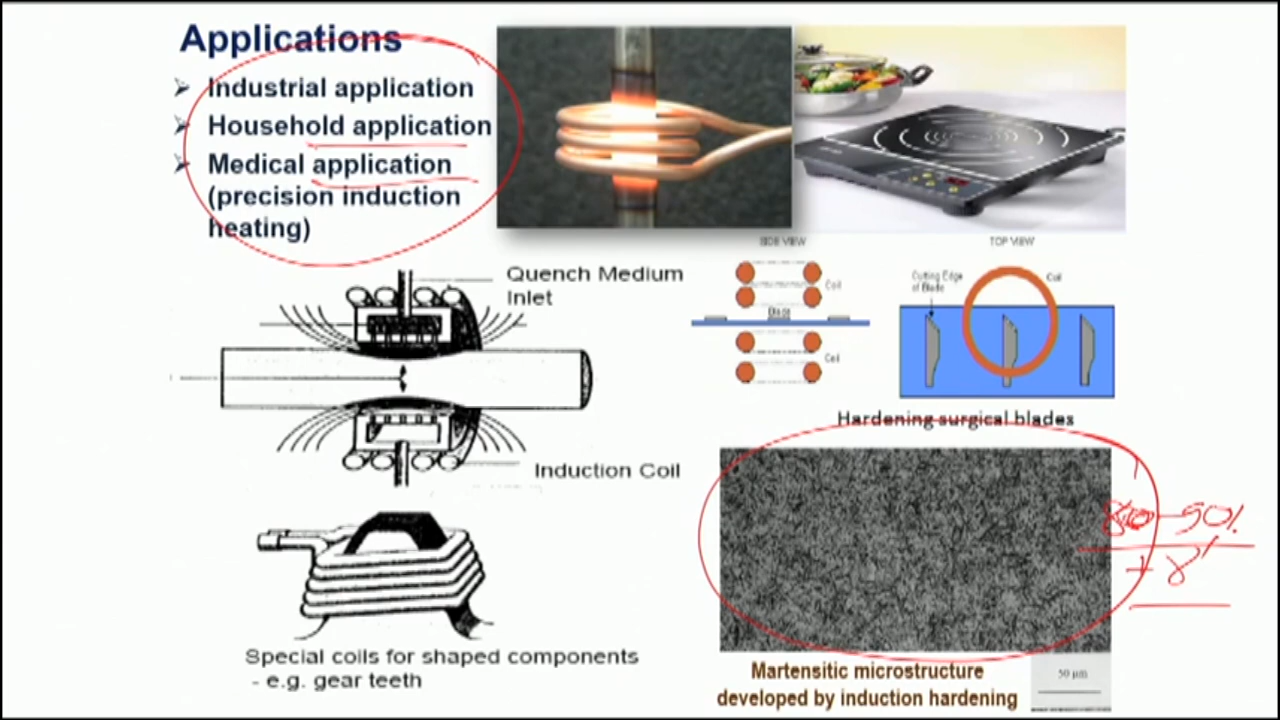 Applications
➢ Industrial application
➢ Household application
➢ Medical application
(precision induction
heating)
Quench Medium
Inlet
Induction Coil
Special coils for shaped components
- e.g. gear teeth
SIDE VIEW
Coil
Blade
Coil
TOP VIEW
Cutting Edge
of Blade
Coil
Hardening surgical blades
50%
+ γ'
Martensitic microstructure
developed by induction hardening
50 μm